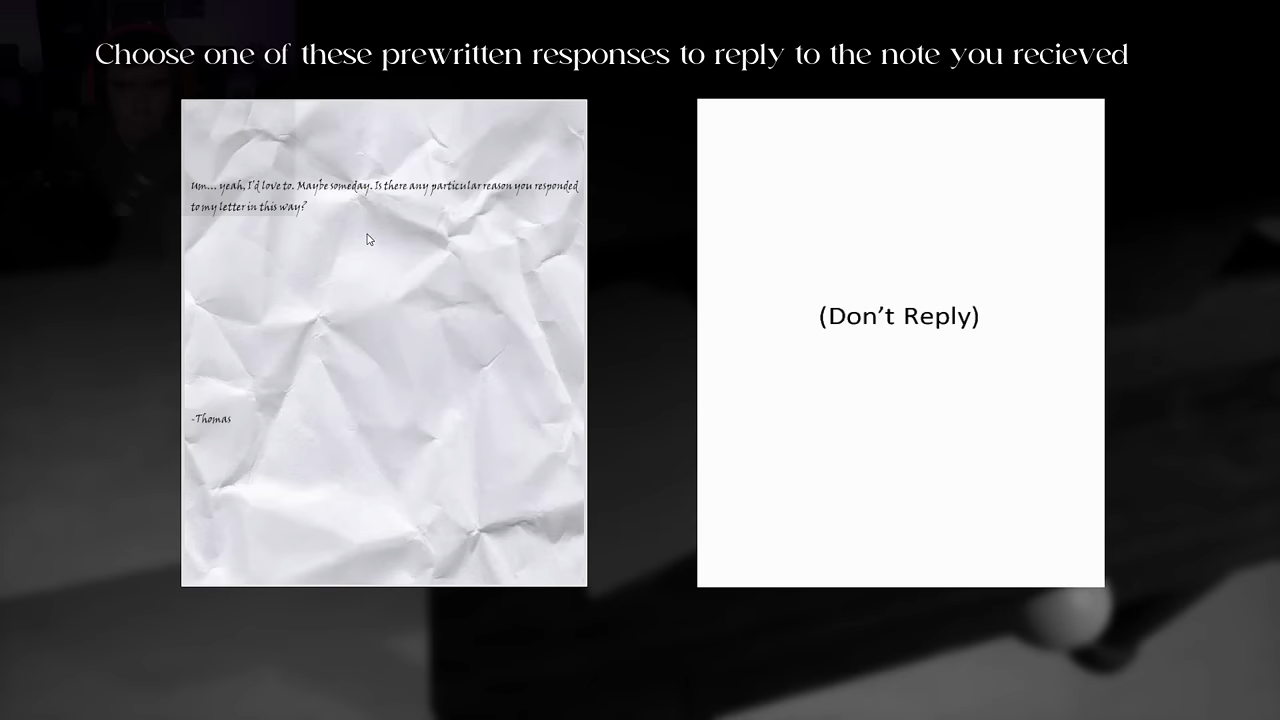 Choose one of these prewritten responses to reply to the note you recieved
Um... yeah, I'd love to. Maybe someday. Is there any particular reason you responded
to my letter in this way?
(Don't Reply)
-Thomas